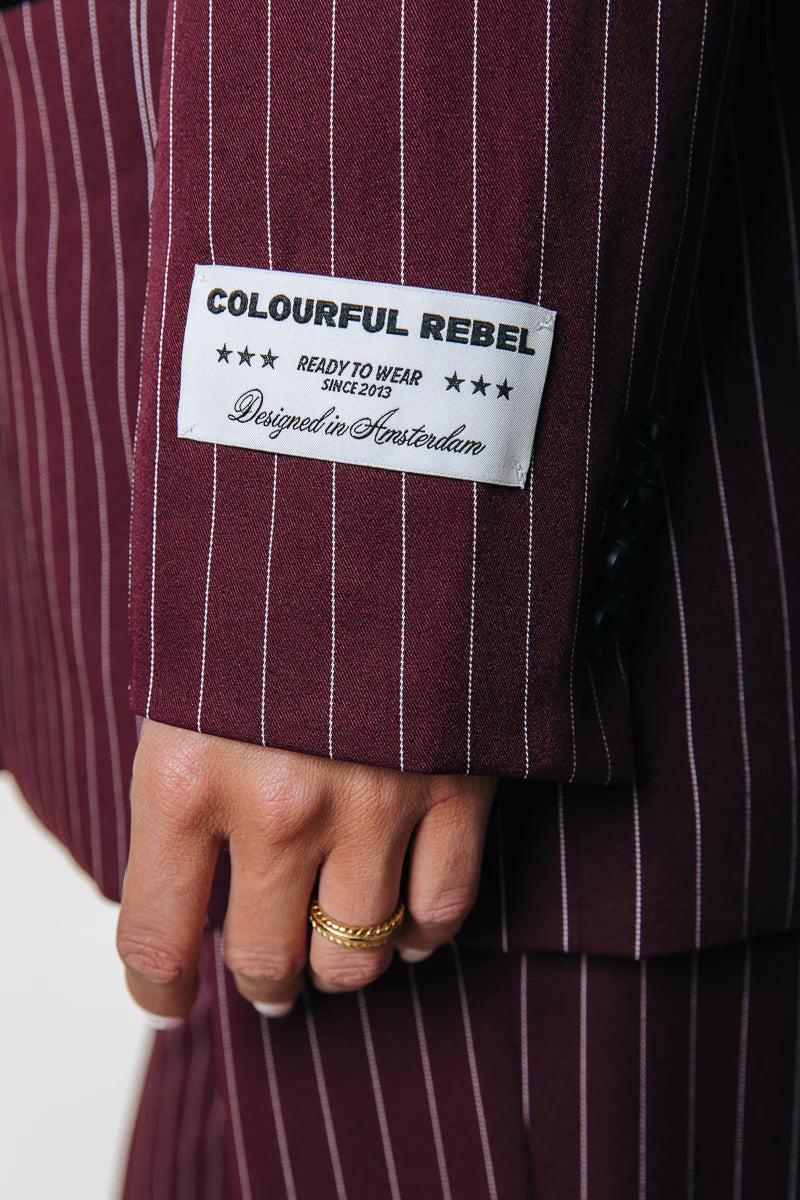 COLOURFUL REBEL
★★★ READY TO WEAR ★★★
SINCE 2013
Designed in Amsterdam